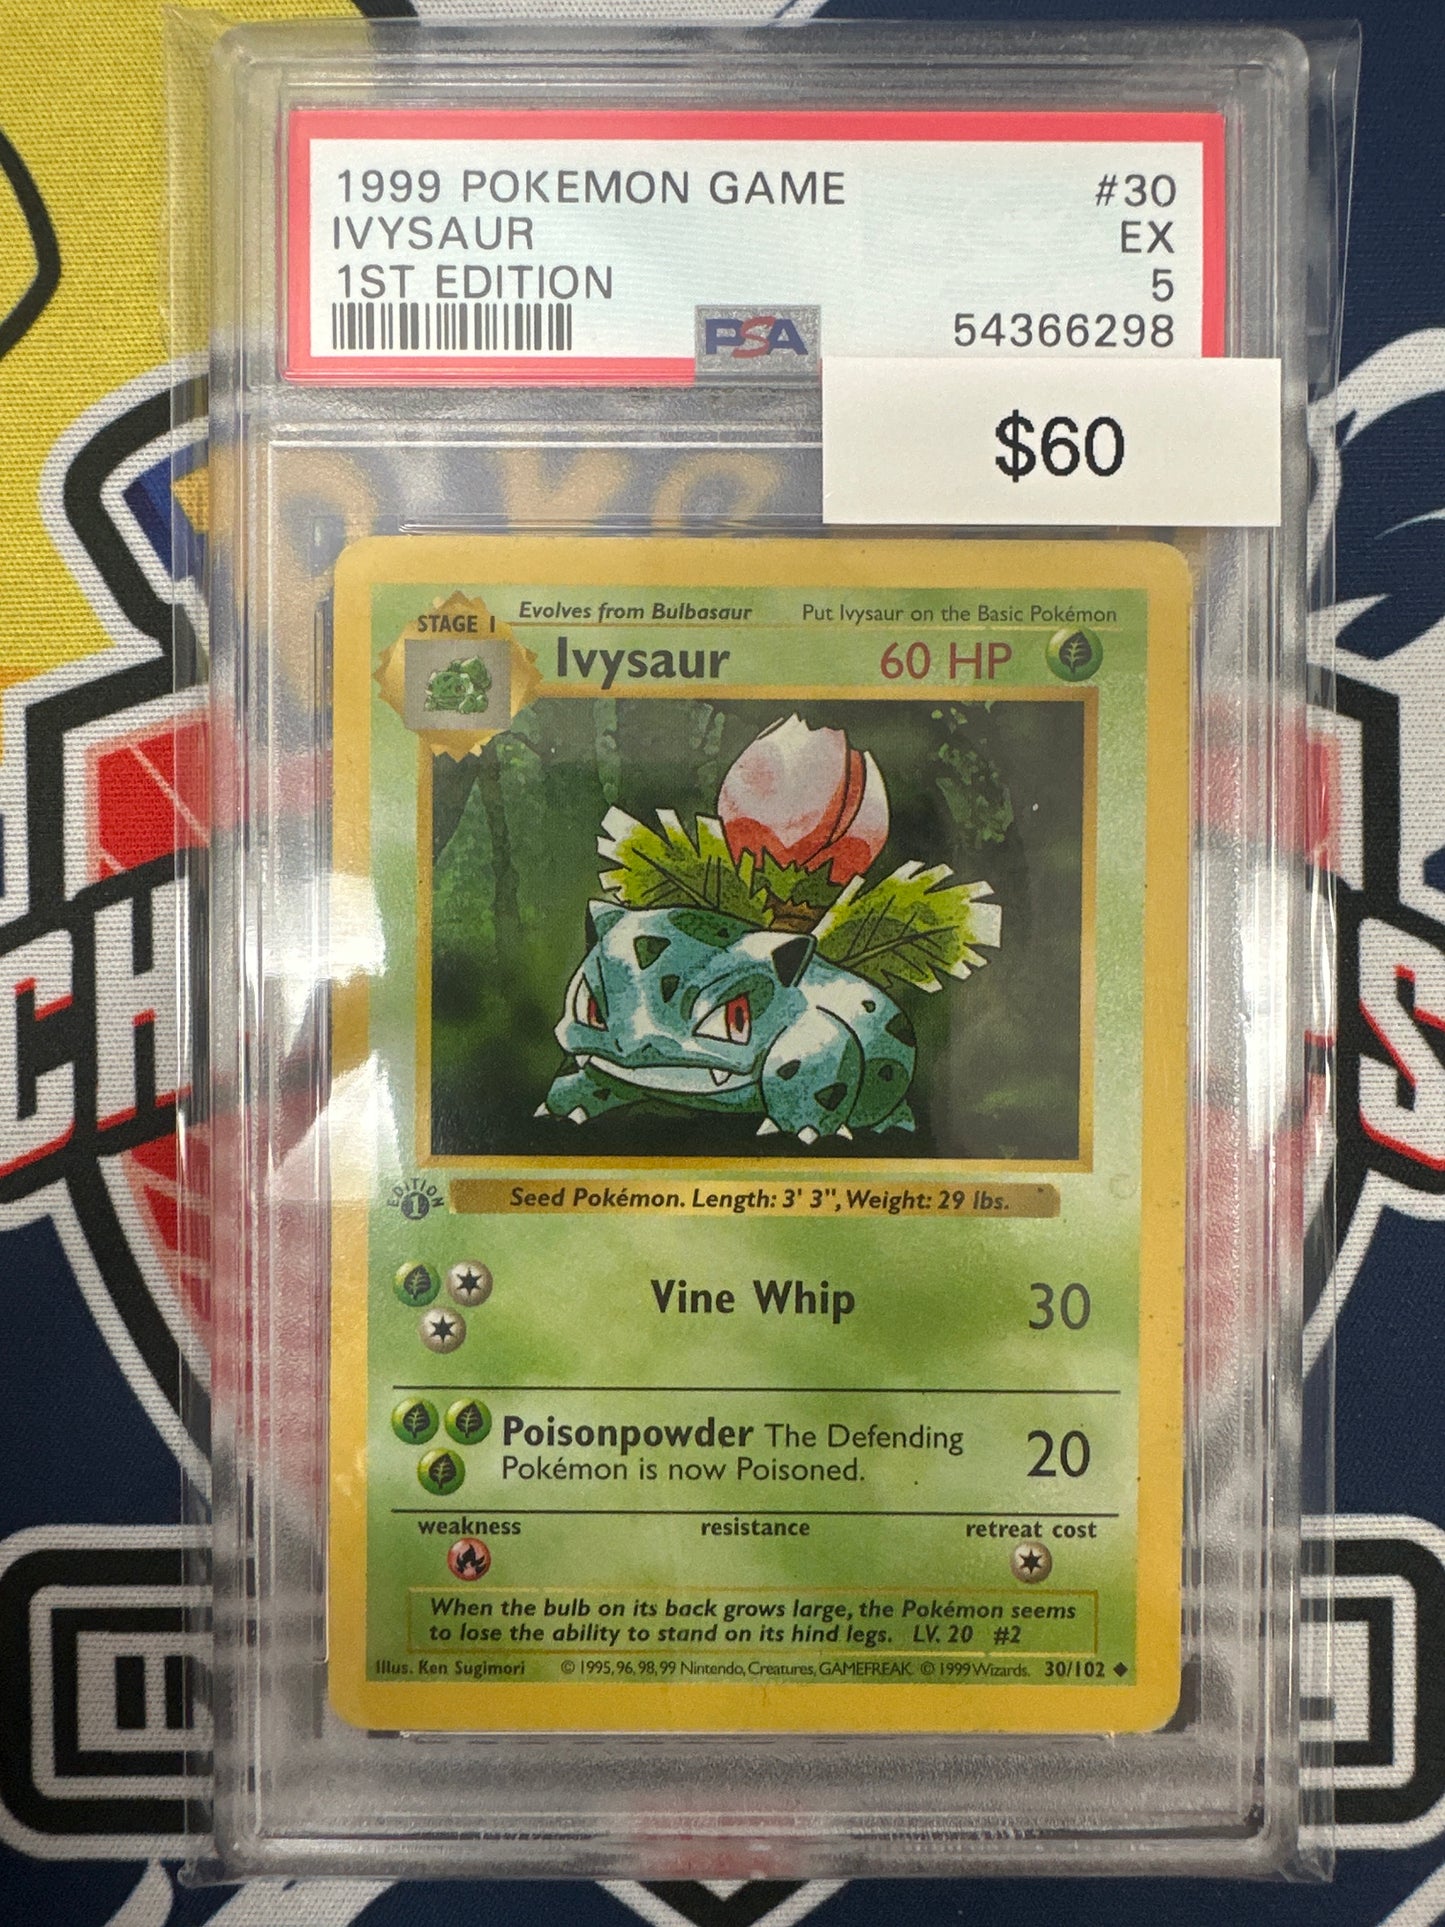 1999 POKEMON GAME #30
IVYSAUR EX
1ST EDITION 5
PSA 54366298
$60
STAGE 1 Evolves from Bulbasaur Put Ivysaur on the Basic Pokémon
Ivysaur 60 HP
EDITION 1
Seed Pokémon. Length: 3' 3", Weight: 29 lbs.
Vine Whip 30
Poisonpowder The Defending
Pokémon is now Poisoned. 20
weakness resistance retreat cost
When the bulb on its back grows large, the Pokémon seems
to lose the ability to stand on its hind legs. LV. 20 #2
Illus. Ken Sugimori © 1995, 96, 98, 99 Nintendo, Creatures, GAMEFREAK. © 1999 Wizards. 30/102
CH
S